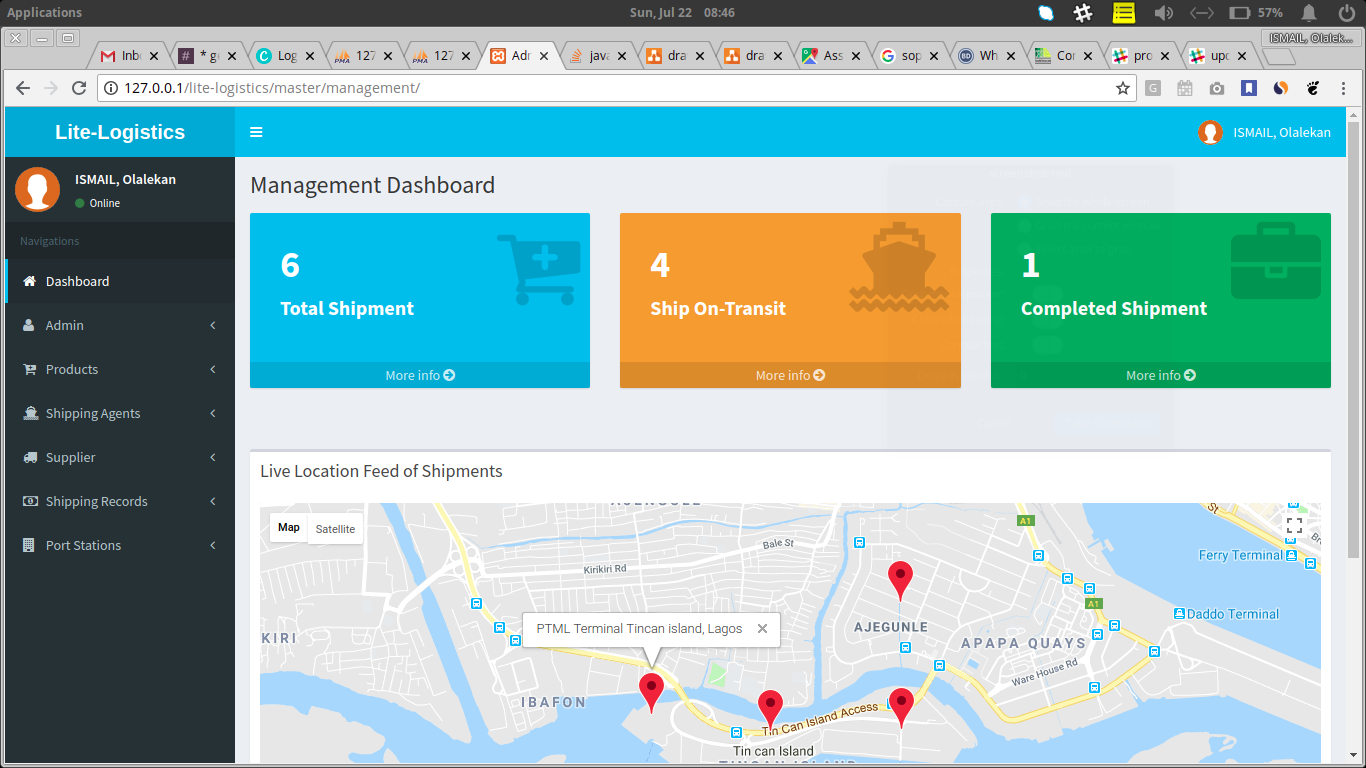 Applications
Sun, Jul 22 08:46
57%
ISMAIL, Olalek...
Inb
* ge
Log
127
127
Adm
java
dra
dra
Ass
sop
Wh
Cor
pro
upd
127.0.0.1/lite-logistics/master/management/
Lite-Logistics
ISMAIL, Olalekan
ISMAIL, Olalekan
Online
Navigations
Dashboard
Admin
Products
Shipping Agents
Supplier
Shipping Records
Port Stations
Management Dashboard
6
Total Shipment
More info
4
Ship On-Transit
More info
1
Completed Shipment
More info
Live Location Feed of Shipments
Map
Satellite
A1
St
Bale St
Kirikiri Rd
Ferry Terminal
A1
Daddo Terminal
PTML Terminal Tincan island, Lagos
AJEGUNLE
KIRI
APAPA QUAYS
Ware House Rd
IBAFON
Tin Can Island Access
Tin can Island